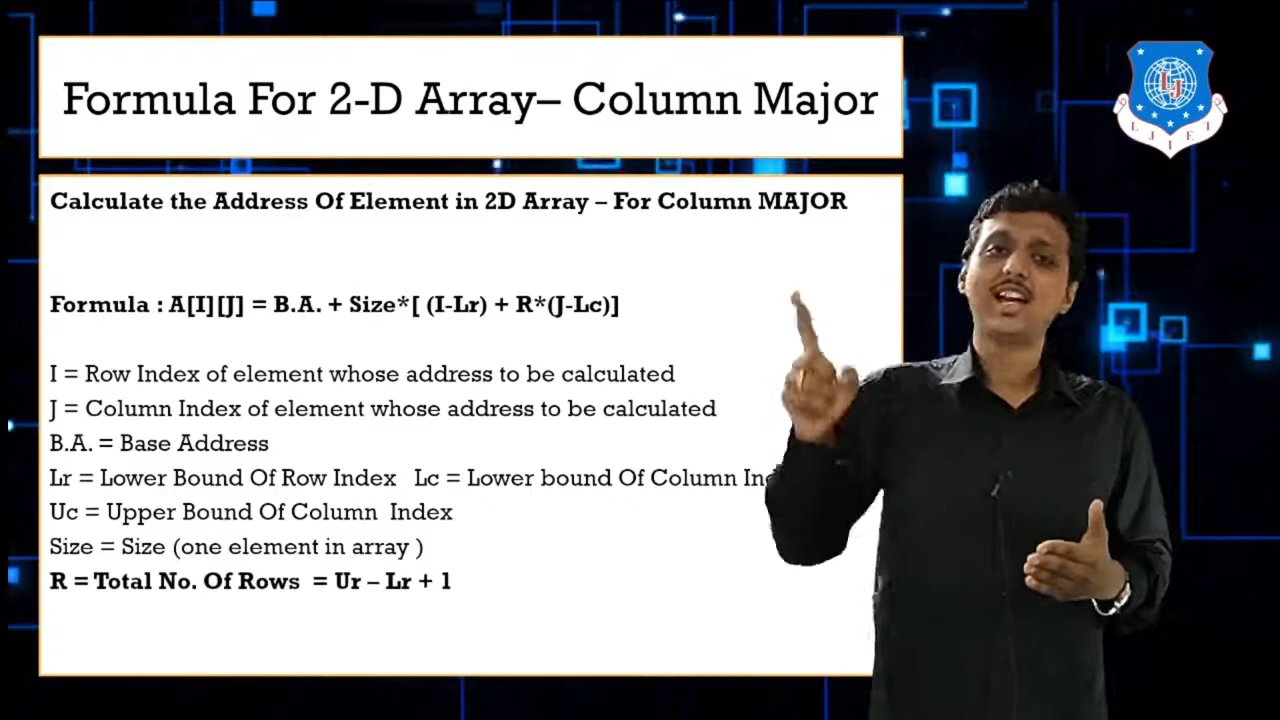 Formula For 2-D Array– Column Major
Calculate the Address Of Element in 2D Array – For Column MAJOR
Formula : A[I][J] = B.A. + Size*[ (I-Lr) + R*(J-Lc)]
I = Row Index of element whose address to be calculated
J = Column Index of element whose address to be calculated
B.A. = Base Address
Lr = Lower Bound Of Row Index Lc = Lower bound Of Column
Uc = Upper Bound Of Column Index
Size = Size (one element in array )
R = Total No. Of Rows = Ur – Lr + 1
LJ
LJIET